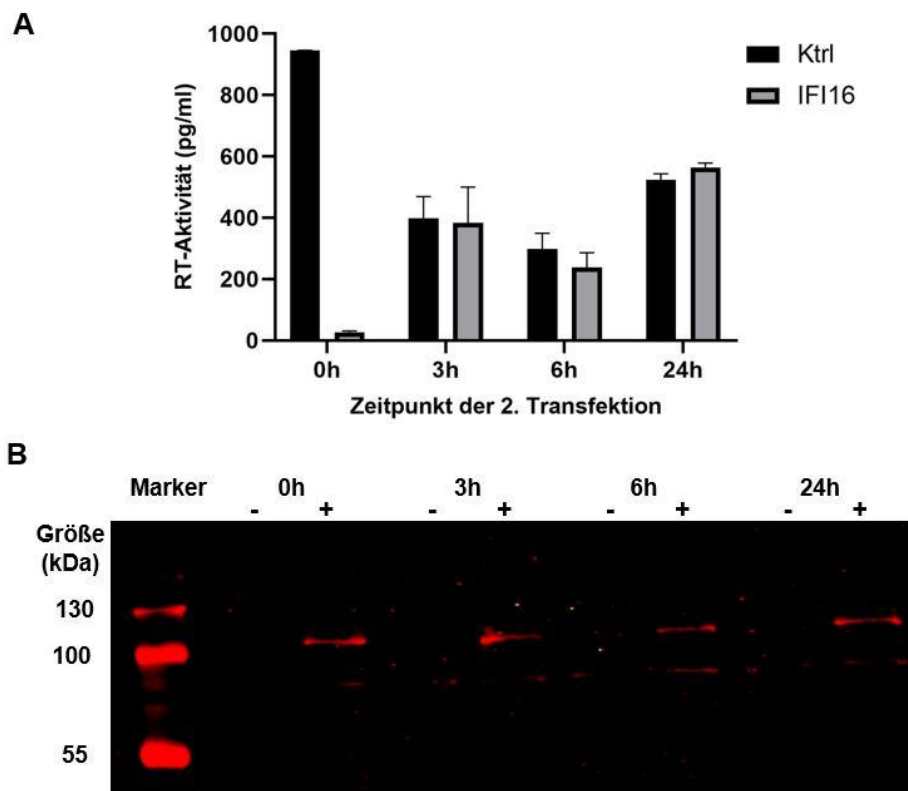 A
RT-Aktivität (pg/ml)
1000
800
600
400
200
0
0h 3h 6h 24h
Zeitpunkt der 2. Transfektion
Ktrl
IFI16
B
Marker 0h 3h 6h 24h
- + - + - + - +
Größe
(kDa)
130
100
55